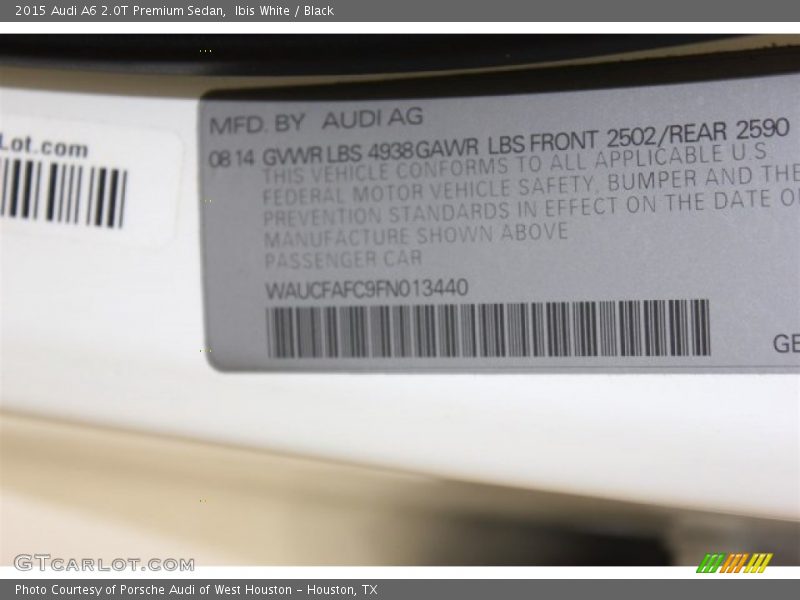 2015 Audi A6 2.0T Premium Sedan, Ibis White / Black
Lot.com
MFD. BY AUDI AG
08 14 GVWR LBS 4938 GAWR LBS FRONT 2502/REAR 2590
THIS VEHICLE CONFORMS TO ALL APPLICABLE U.S
FEDERAL MOTOR VEHICLE SAFETY, BUMPER AND THE
PREVENTION STANDARDS IN EFFECT ON THE DATE O
MANUFACTURE SHOWN ABOVE
PASSENGER CAR
WAUCFAFC9FN013440
GE
GTCARLOT.COM
Photo Courtesy of Porsche Audi of West Houston - Houston, TX